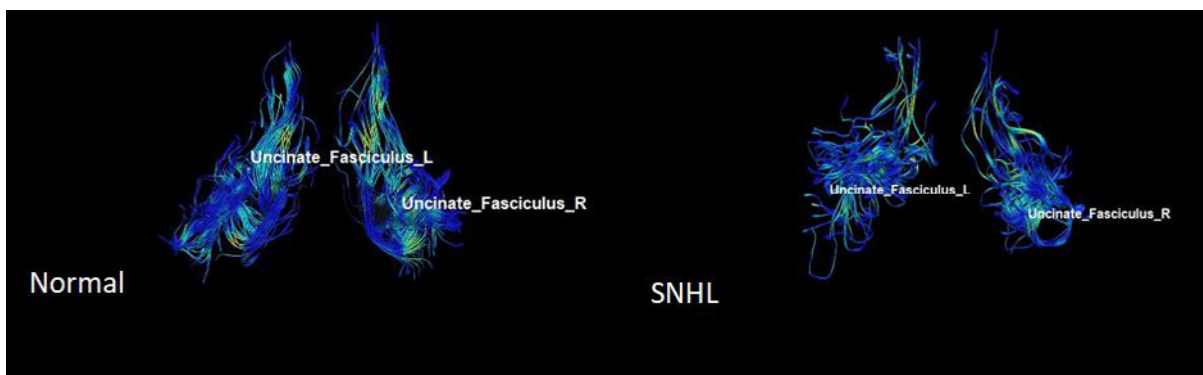 Uncinate_Fasciculus_L
Uncinate_Fasciculus_R
Normal
Uncinate_Fasciculus_L
Uncinate_Fasciculus_R
SNHL